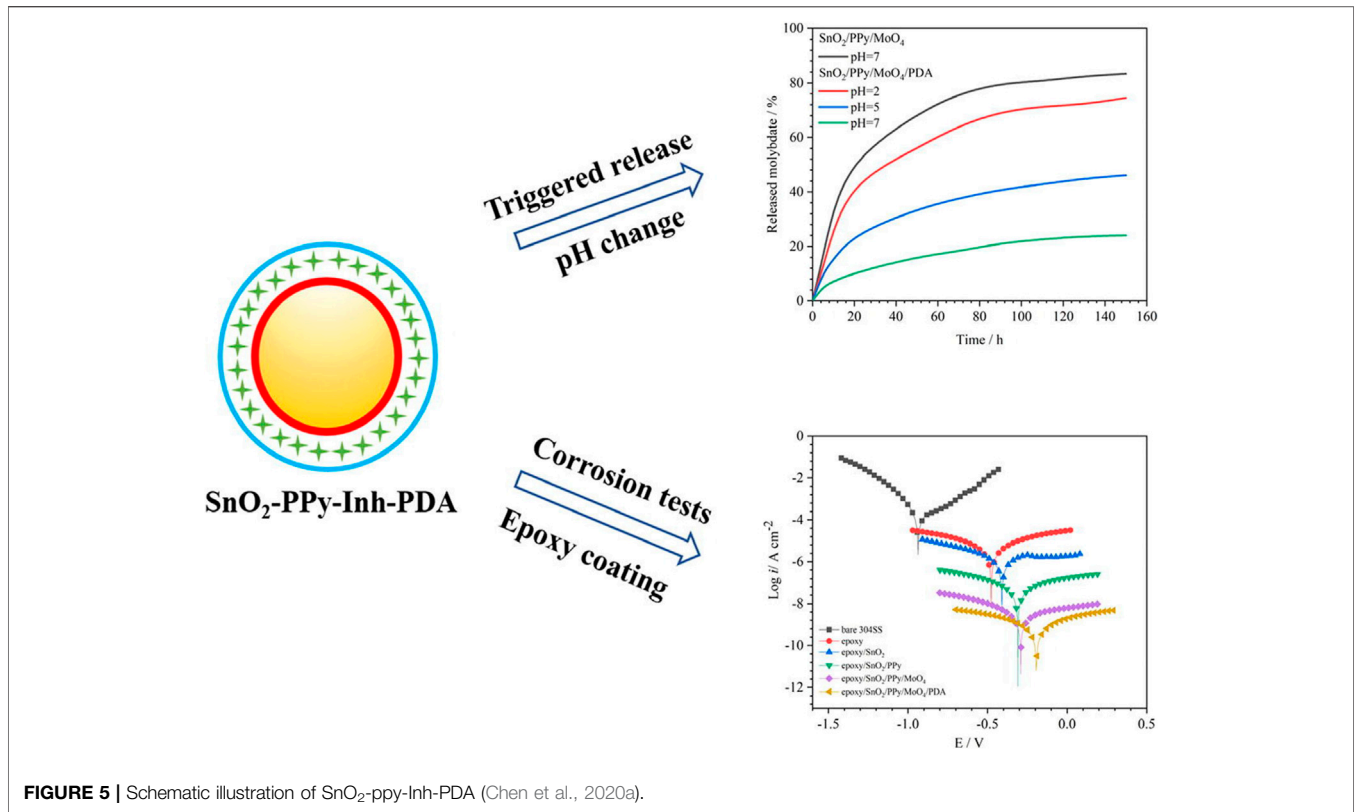 SnO₂-PPy-Inh-PDA
Triggered release
pH change
Corrosion tests
Epoxy coating
100
80
60
40
20
0
Released molybdate / %
SnO₂/PPy/MoO₄
pH=7
SnO₂/PPy/MoO₄/PDA
pH=2
pH=5
pH=7
0 20 40 60 80 100 120 140 160
Time / h
0
-2
-4
-6
-8
-10
-12
Log i/ A cm⁻²
bare 304SS
epoxy
epoxy/SnO₂
epoxy/SnO₂/PPy
epoxy/SnO₂/PPy/MoO₄
epoxy/SnO₂/PPy/MoO₄/PDA
-1.5 -1.0 -0.5 0.0 0.5
E / V
FIGURE 5 | Schematic illustration of SnO₂-ppy-Inh-PDA (Chen et al., 2020a).